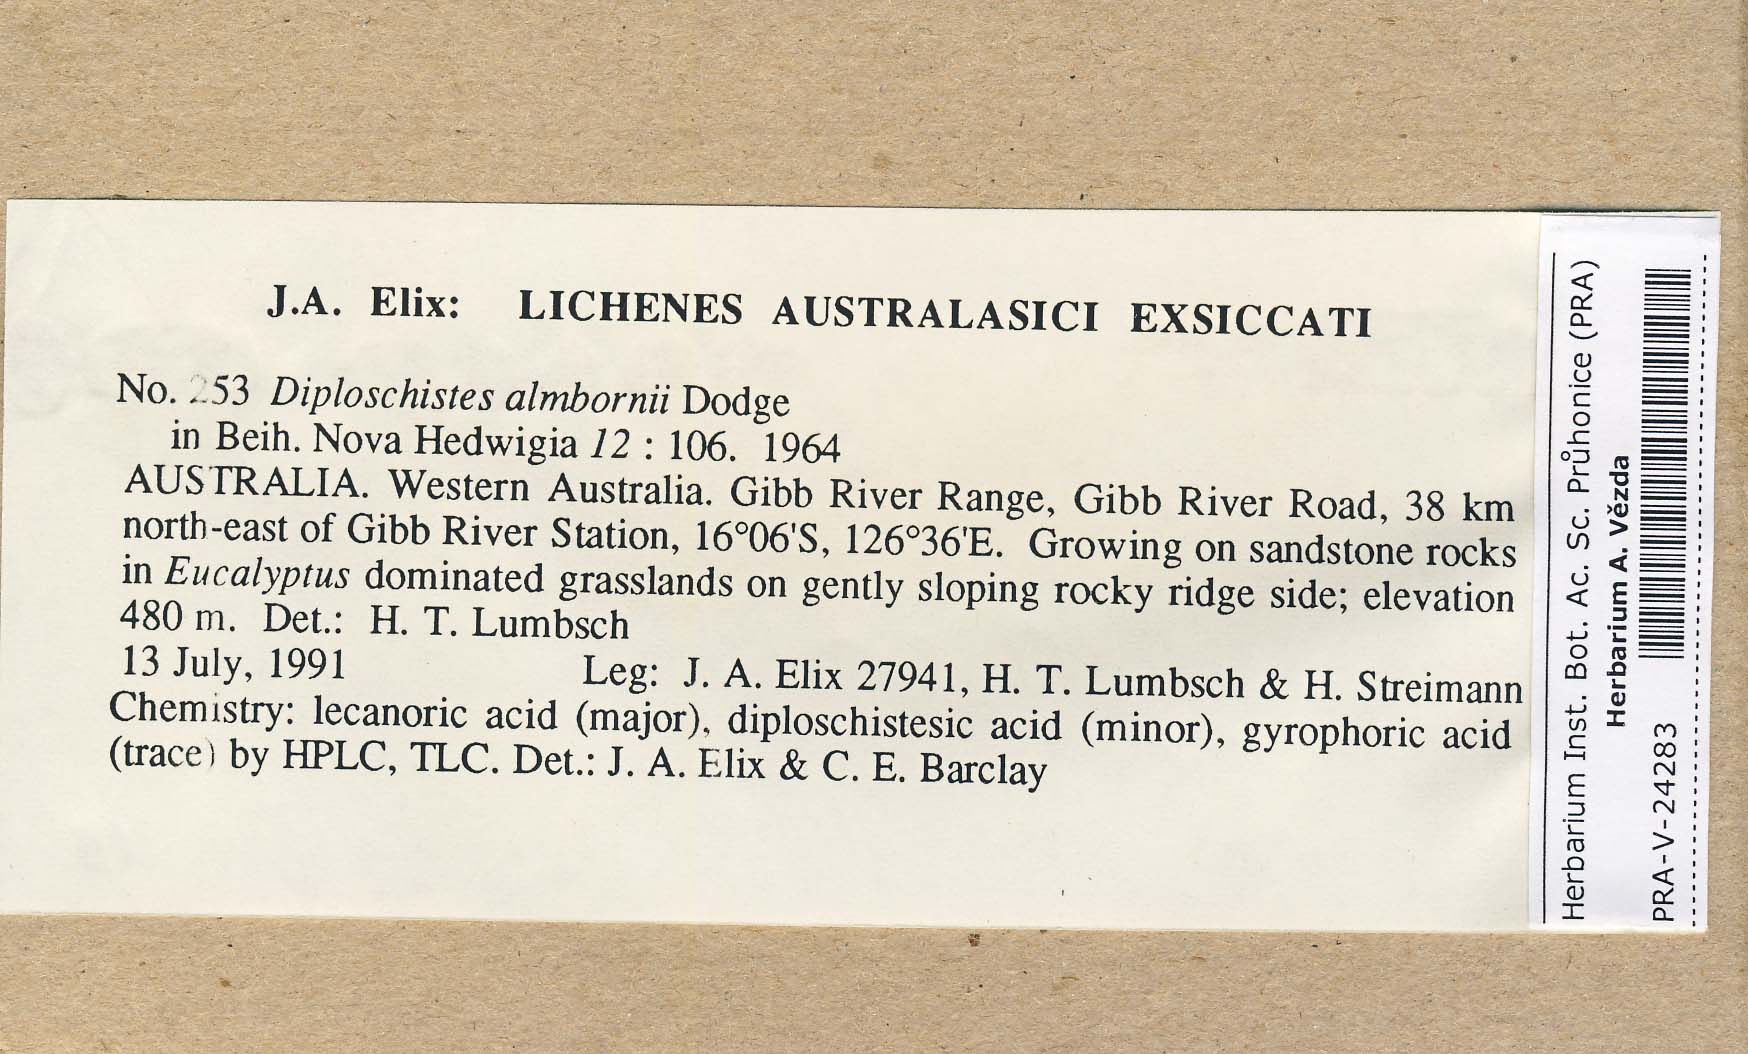 J.A. Elix: LICHENES AUSTRALASICI EXSICCATI
No. 253 Diploschistes almbornii Dodge
in Beih. Nova Hedwigia 12 : 106. 1964
AUSTRALIA. Western Australia. Gibb River Range, Gibb River Road, 38 km
north-east of Gibb River Station, 16°06'S, 126°36'E. Growing on sandstone rocks
in Eucalyptus dominated grasslands on gently sloping rocky ridge side; elevation
480 m. Det.: H. T. Lumbsch
13 July, 1991 Leg: J. A. Elix 27941, H. T. Lumbsch & H. Streimann
Chemistry: lecanoric acid (major), diploschistesic acid (minor), gyrophoric acid
(trace) by HPLC, TLC. Det.: J. A. Elix & C. E. Barclay
Herbarium Inst. Bot. Ac. Sc. Průhonice (PRA)
Herbarium A. Vězda
PRA-V-24283